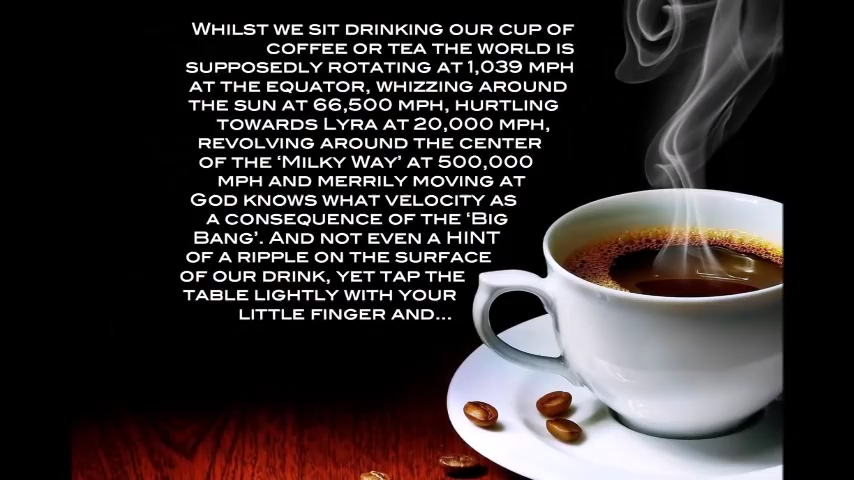 Whilst we sit drinking our cup of
coffee or tea the world is
supposedly rotating at 1,039 mph
at the equator, whizzing around
the sun at 66,500 mph, hurtling
towards Lyra at 20,000 mph,
revolving around the center
of the ‘Milky Way’ at 500,000
mph and merrily moving at
God knows what velocity as
a consequence of the ‘Big
Bang’. And not even a HINT
of a ripple on the surface
of our drink, yet tap the
table lightly with your
little finger and...